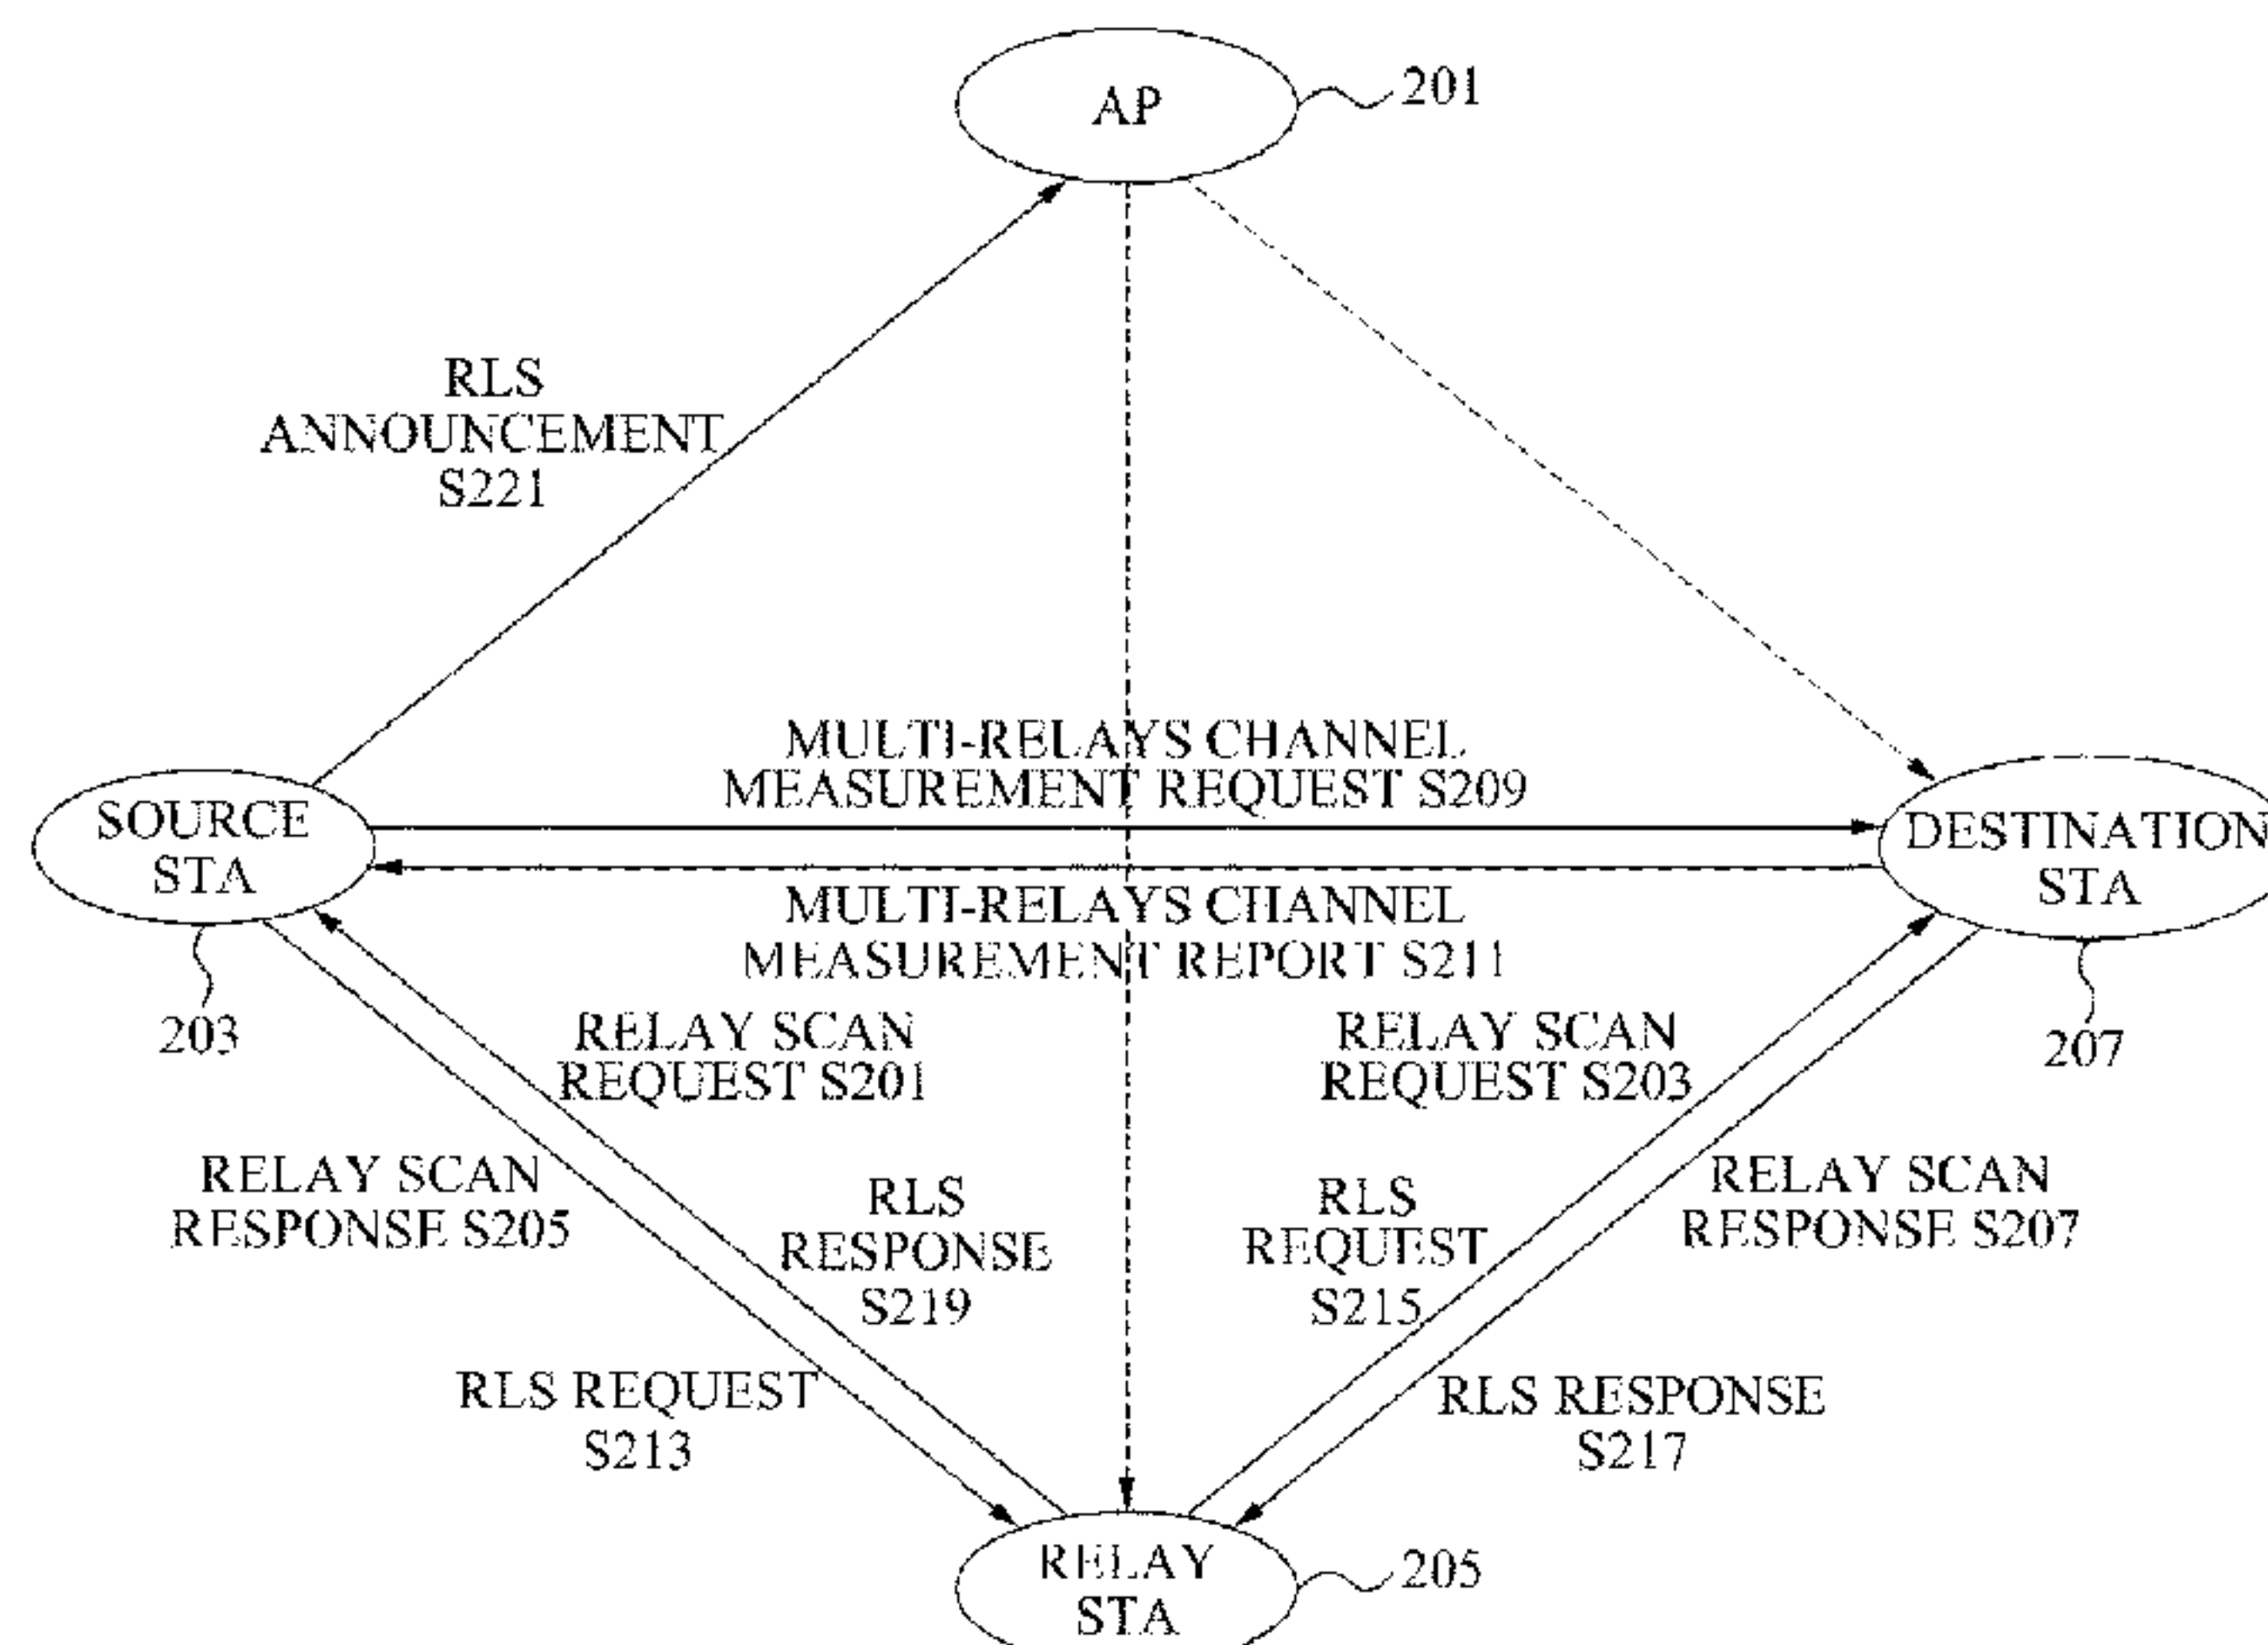 AP
201
RLS
ANNOUNCEMENT
S221
MULTI-RELAYS CHANNEL
MEASUREMENT REQUEST S209
SOURCE
STA
DESTINATION
STA
MULTI-RELAYS CHANNEL
MEASUREMENT REPORT S211
203
207
RELAY SCAN
REQUEST S201
RELAY SCAN
REQUEST S203
RELAY SCAN
RESPONSE S205
RLS
RESPONSE
S219
RLS
REQUEST
S215
RELAY SCAN
RESPONSE S207
RLS REQUEST
S213
RLS RESPONSE
S217
RELAY
STA
205